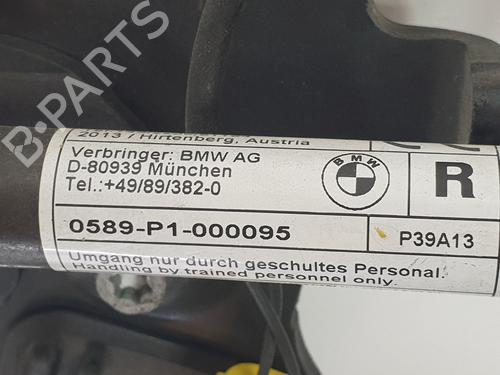 2013 / Hirtenberg, Austria
Verbringer: BMW AG
D-80939 München
Tel.:+49/89/382-0
BMW
R
0589-P1-000095
P39A13
Umgang nur durch geschultes Personal.
Handling by trained personnel only.
B-PARTS